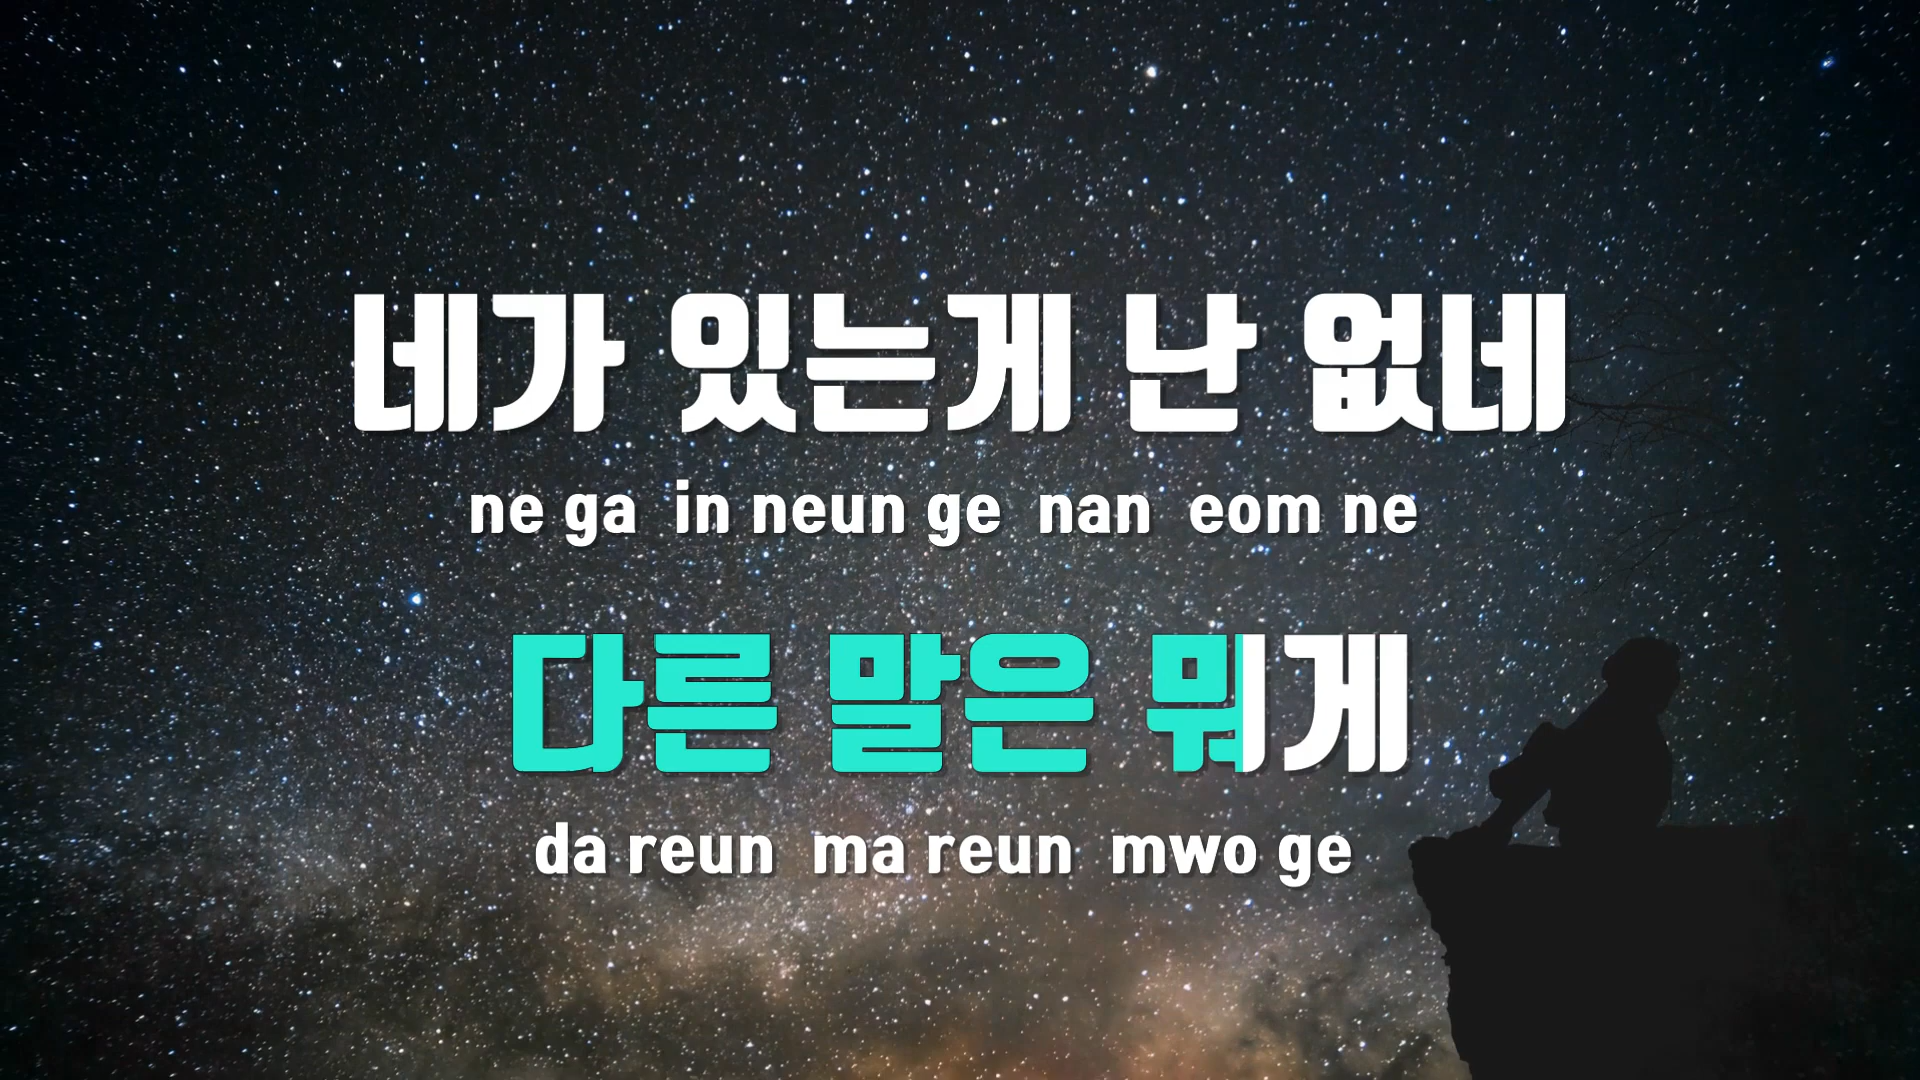 네가 있는게 난 없네
ne ga in neun ge nan eom ne
다른 말은 뭐게
da reun ma reun mwo ge